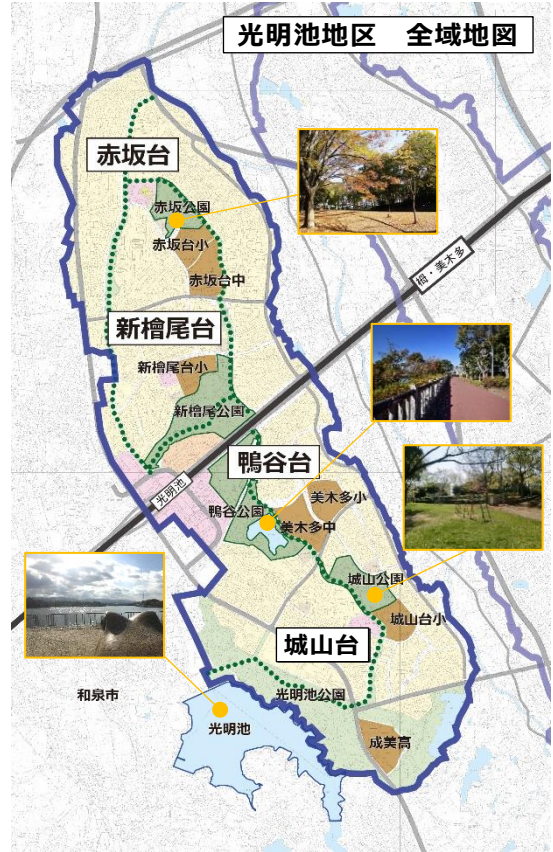 光明池地区　全域地図
赤坂台
赤坂公園
赤坂台小
赤坂台中
栂・美木多
新檜尾台
新檜尾台小
新檜尾公園
鴨谷台
光明池
美木多小
鴨谷公園
美木多中
城山公園
城山台小
城山台
和泉市
光明池公園
光明池
成美高